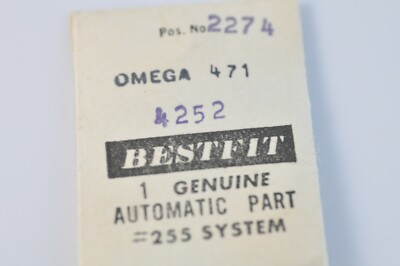 Pos. No. 2274
OMEGA 471
4252
BESTFIT
1 GENUINE
AUTOMATIC PART
=255 SYSTEM